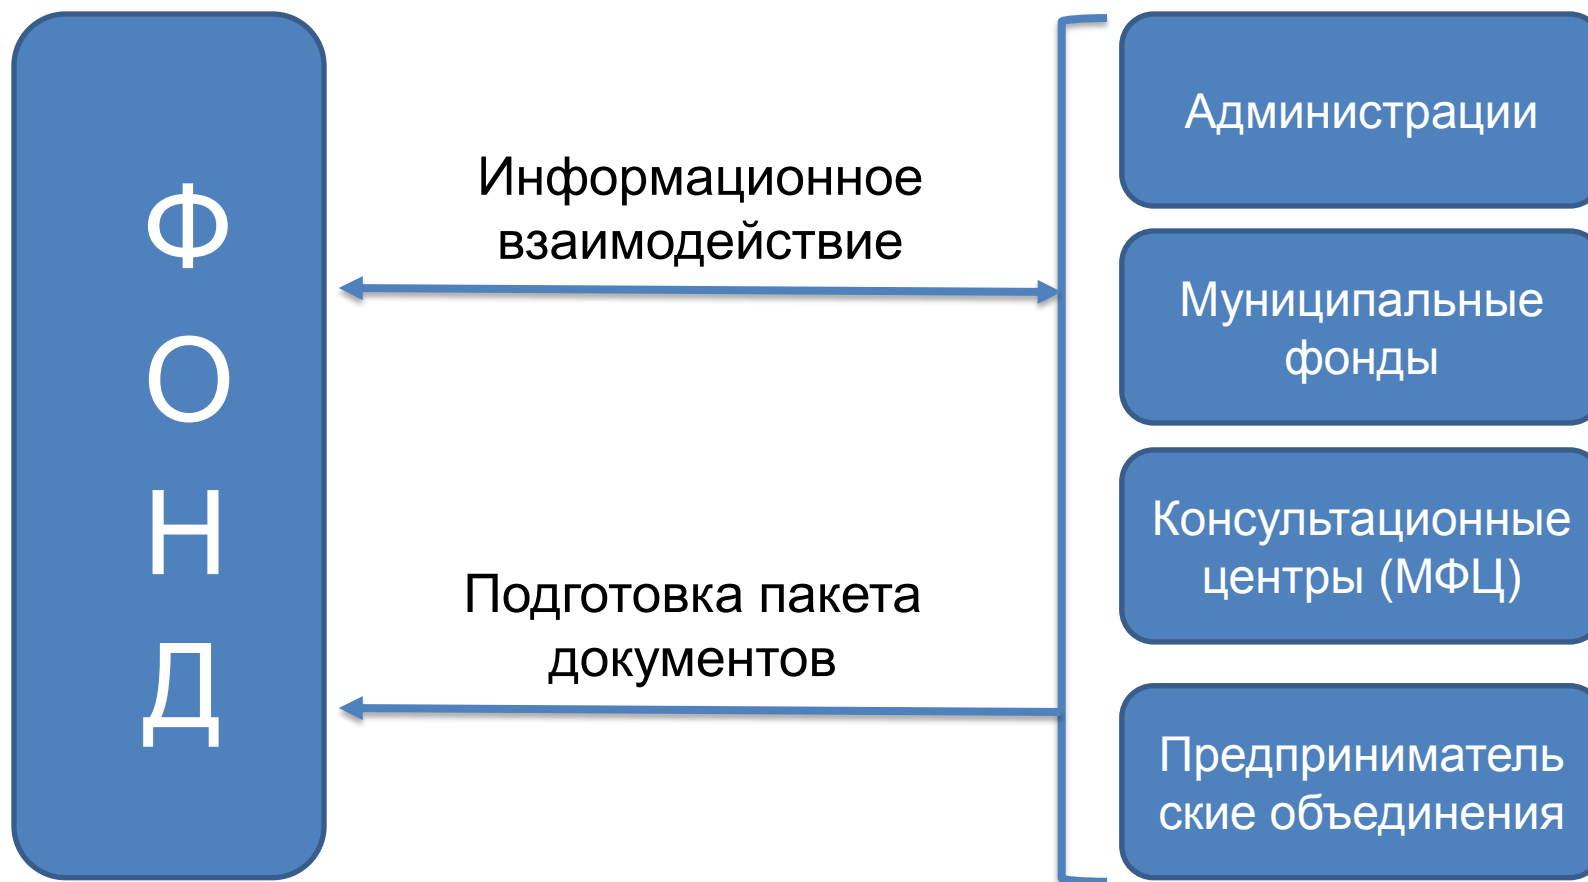 Ф
О
Н
Д
Информационное
взаимодействие
Подготовка пакета
документов
Администрации
Муниципальные
фонды
Консультационные
центры (МФЦ)
Предприниматель
ские объединения